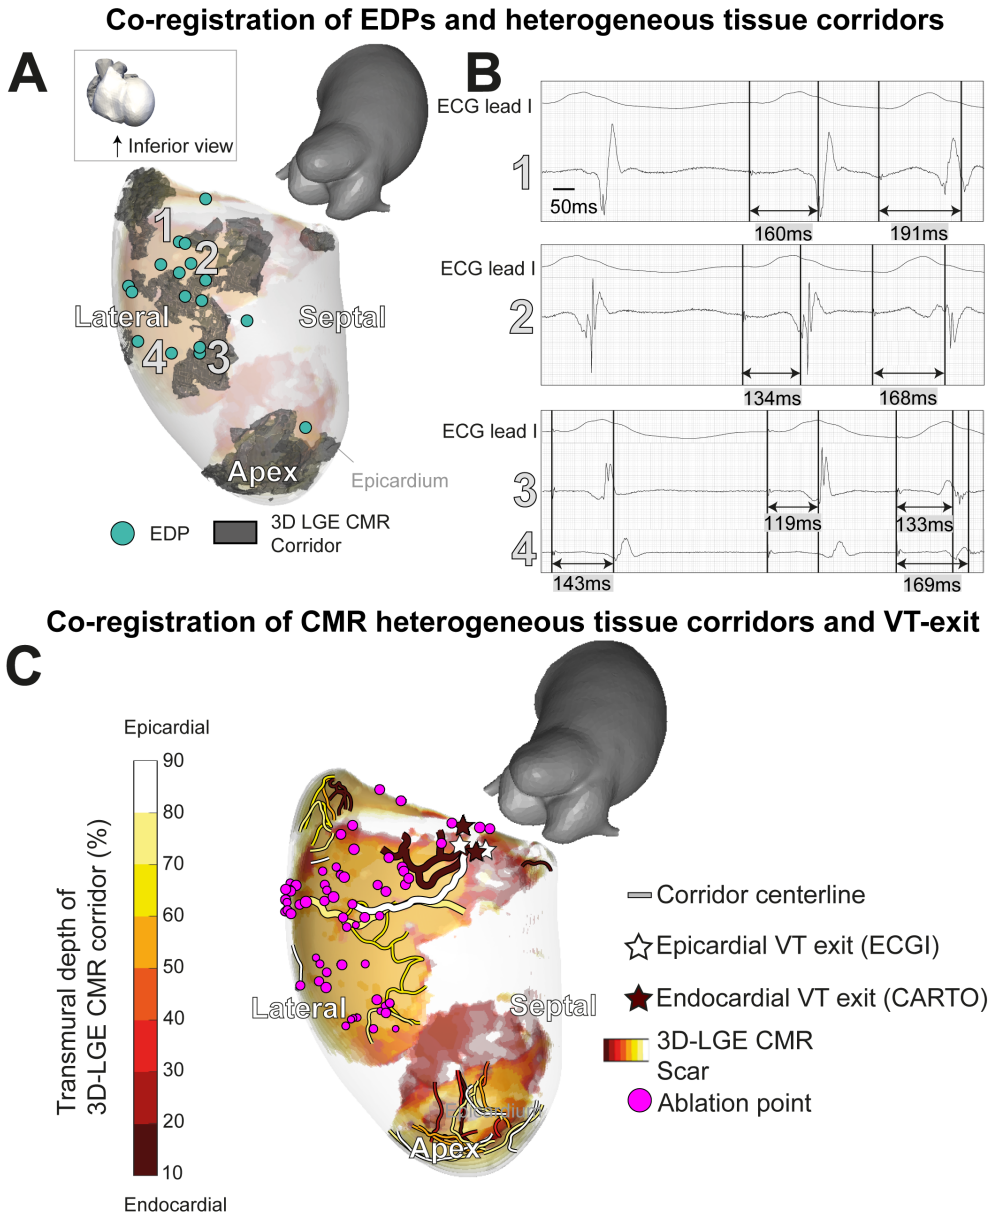 Co-registration of EDPs and heterogeneous tissue corridors
A
Inferior view
1
2
Lateral
Septal
4
3
Apex
Epicardium
EDP
3D LGE CMR
Corridor
B
ECG lead I
1
50ms
160ms
191ms
ECG lead I
2
134ms
168ms
ECG lead I
3
119ms
133ms
4
143ms
169ms
Co-registration of CMR heterogeneous tissue corridors and VT-exit
C
Epicardial
Transmural depth of
3D-LGE CMR corridor (%)
90
80
70
60
50
40
30
20
10
Endocardial
Lateral
Septal
Epicardium
Apex
Corridor centerline
Epicardial VT exit (ECGI)
Endocardial VT exit (CARTO)
3D-LGE CMR
Scar
Ablation point